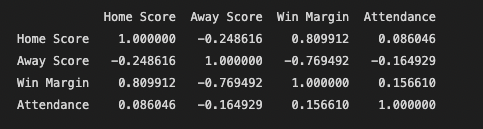 Home Score Away Score Win Margin Attendance
Home Score 1.000000 -0.248616 0.809912 0.086046
Away Score -0.248616 1.000000 -0.769492 -0.164929
Win Margin 0.809912 -0.769492 1.000000 0.156610
Attendance 0.086046 -0.164929 0.156610 1.000000